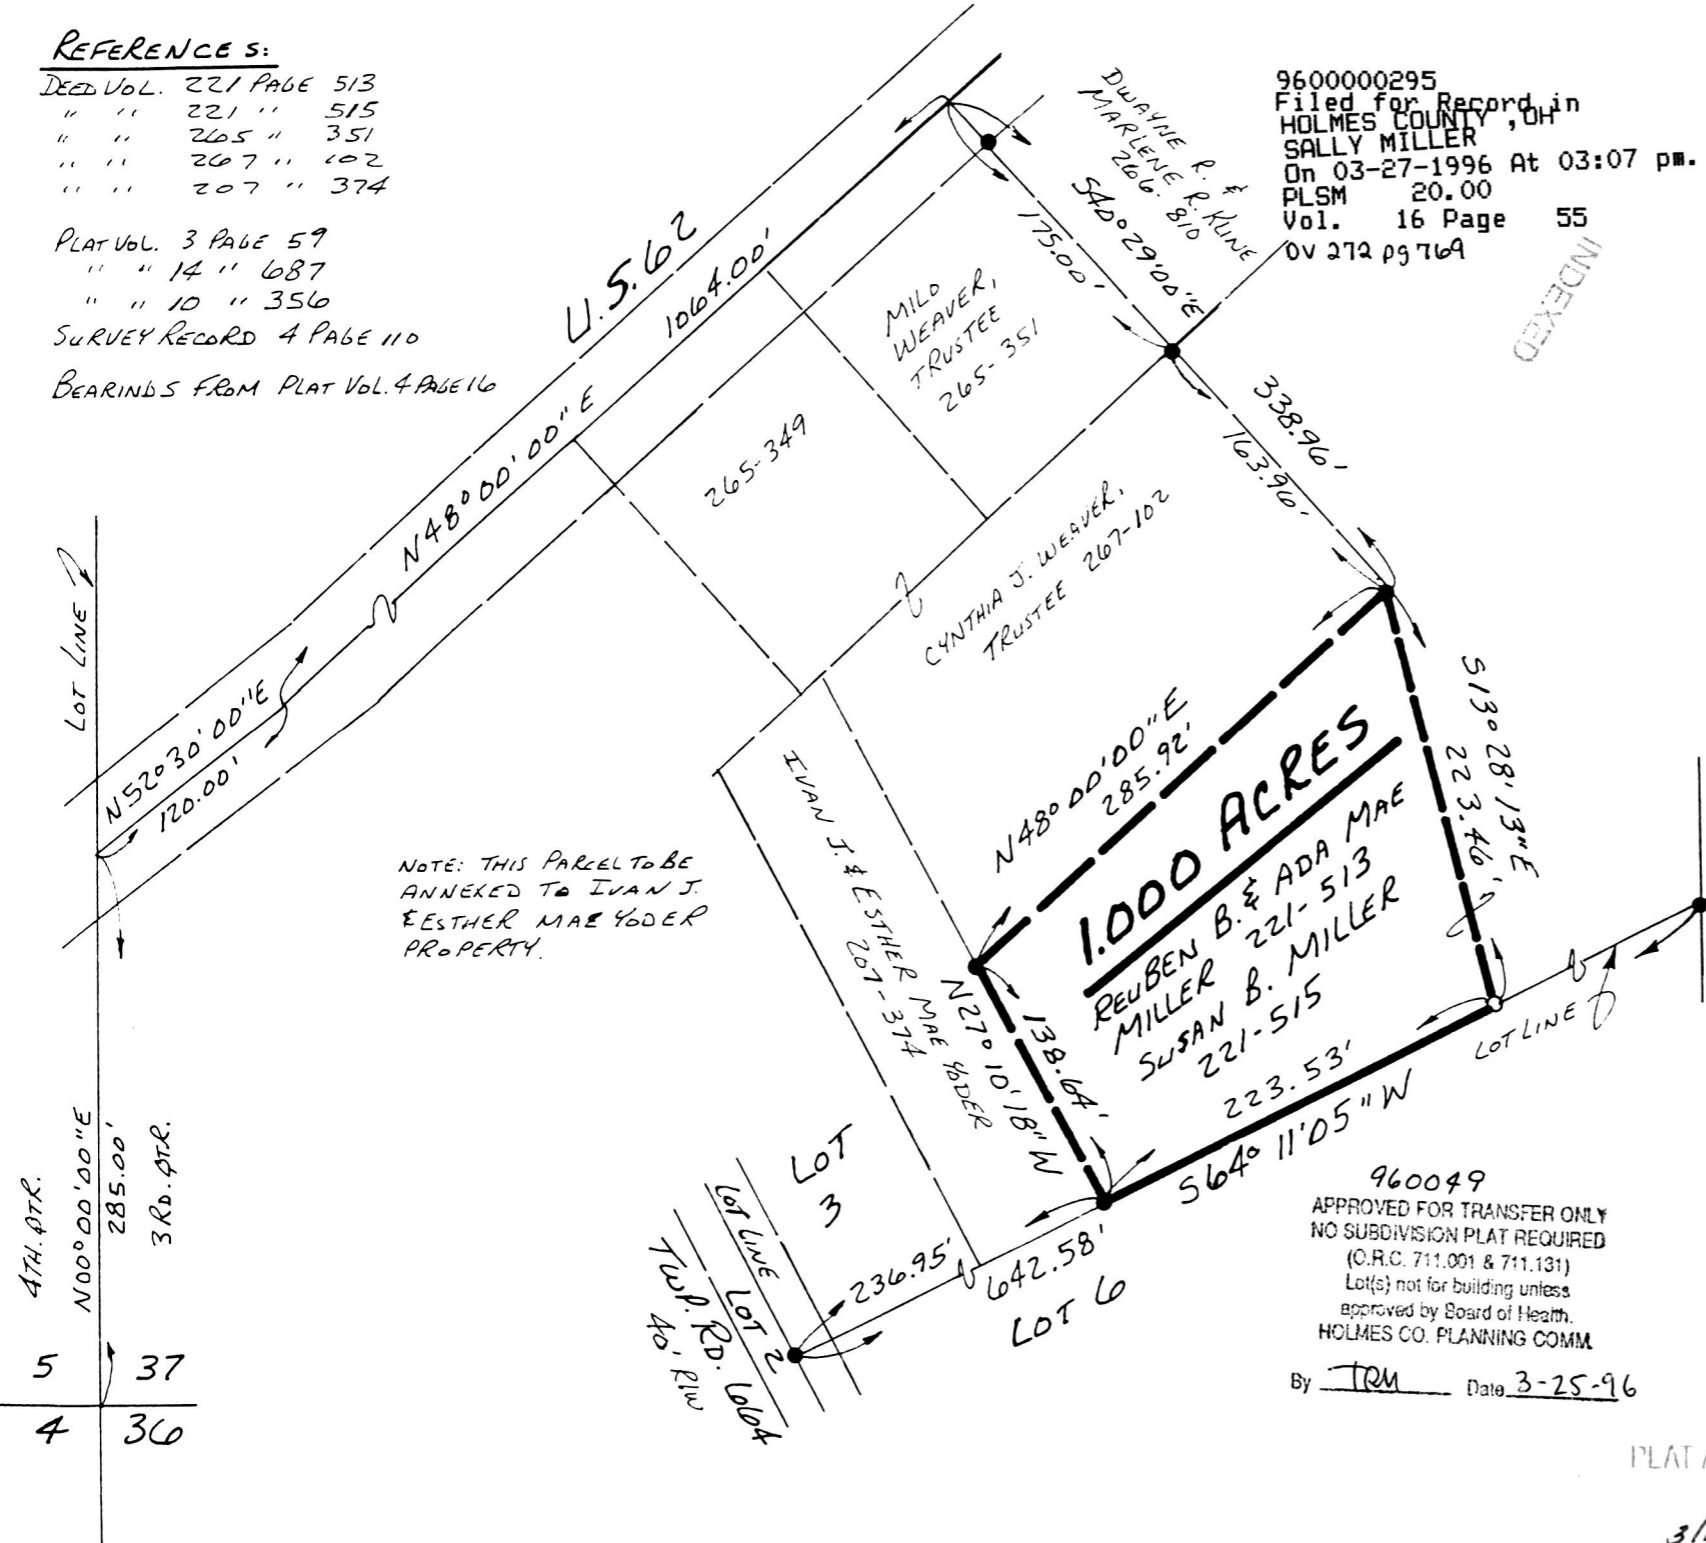 REFERENCES:
DEED VOL. 221 PAGE 513
" " 221 " 515
" " 265 " 351
" " 267 " 102
" " 207 " 374
PLAT VOL. 3 PAGE 59
" " 14 " 687
" " 10 " 356
SURVEY RECORD 4 PAGE 110
BEARINDS FROM PLAT VOL. 4 PAGE 16
9600000295
Filed for Record in
HOLMES COUNTY ,OH
SALLY MILLER
On 03-27-1996 At 03:07 pm.
PLSM 20.00
Vol. 16 Page 55
OV 272 pg 769
INDEXED
DWAYNE R. &
MARLENE R. KLINE
266-810
S40°29'00"E
175.00'
U.S. 62
1064.00'
N48°00'00"E
MILO
WEAVER,
TRUSTEE
265-351
265-349
338.96'
163.96'
CYNTHIA J. WEAVER,
TRUSTEE 267-102
LOT LINE
N52°30'00"E
120.00'
NOTE: THIS PARCEL TO BE
ANNEXED TO IVAN J.
& ESTHER MAE YODER
PROPERTY.
IVAN J. & ESTHER MAE YODER
207-374
N48°00'00"E
285.92'
1.000 ACRES
REUBEN B. & ADA MAE
MILLER 221-513
SUSAN B. MILLER
221-515
S13°28'13"E
223.46'
N27°10'18"W
138.64'
223.53'
S64°11'05"W
LOT LINE
LOT
3
LOT LINE
LOT 2
TWP. RD. 6664
40' R/W
236.95'
642.58'
LOT 6
4TH. QTR.
N00°00'00"E
285.00'
3RD. QTR.
5 37
4 36
960049
APPROVED FOR TRANSFER ONLY
NO SUBDIVISION PLAT REQUIRED
(O.R.C. 711.001 & 711.131)
Lot(s) not for building unless
approved by Board of Health.
HOLMES CO. PLANNING COMM.
By TRM Date 3-25-96
PLAT
3/